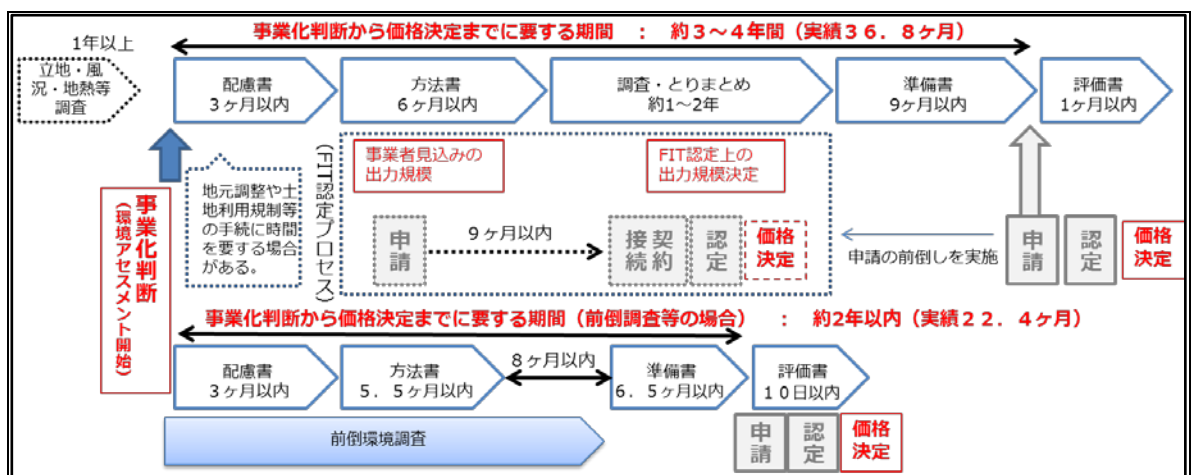 事業化判断から価格決定までに要する期間 ： 約３～４年間（実績３６．８ヶ月）
1年以上
立地・風
況・地熱等
調査
配慮書
３ヶ月以内
方法書
６ヶ月以内
調査・とりまとめ
約1～2年
準備書
９ヶ月以内
評価書
1ヶ月以内
事業化判断
（環境アセスメント開始）
地元調整や土
地利用規制等
の手続に時間
を要する場合
がある。
（FIT認定プロセス）
事業者見込みの
出力規模
FIT認定上の
出力規模決定
申請
９ヶ月以内
接続
契約
認定
価格
決定
申請の前倒しを実施
申請
認定
価格
決定
事業化判断から価格決定までに要する期間（前倒調査等の場合） ： 約2年以内（実績２２．４ヶ月）
配慮書
３ヶ月以内
方法書
５．５ヶ月以内
８ヶ月以内
準備書
６．５ヶ月以内
評価書
１０日以内
前倒環境調査
申請
認定
価格
決定